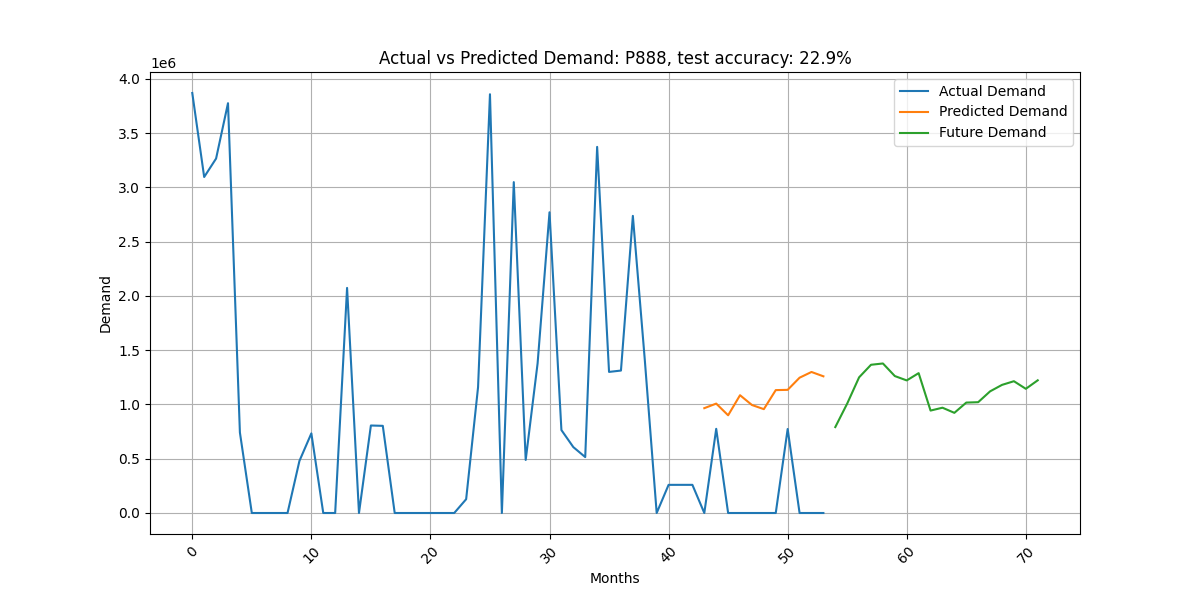 Actual vs Predicted Demand: P888, test accuracy: 22.9%
1e6
4.0
3.5
3.0
2.5
2.0
1.5
1.0
0.5
0.0
Demand
Actual Demand
Predicted Demand
Future Demand
0
10
20
30
40
50
60
70
Months